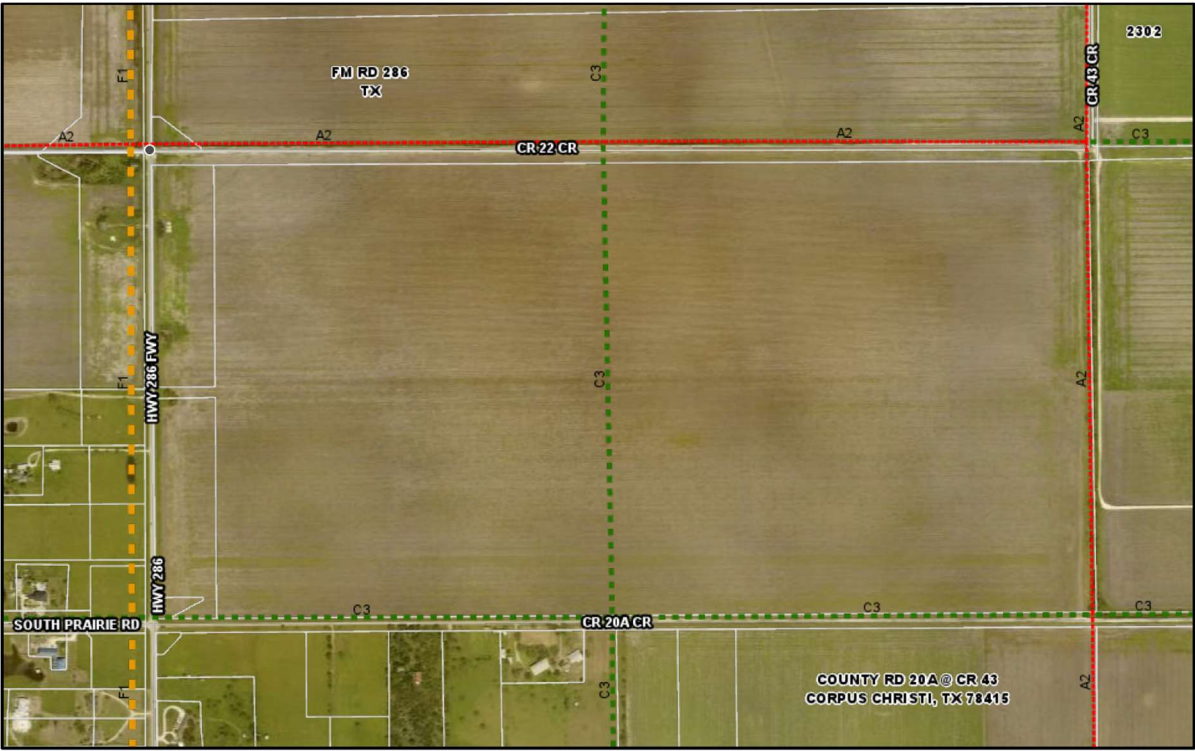 2302
FM RD 286
TX
F1
C3
CR 43 CR
A2
A2
A2
A2
C3
CR 22 CR
HWY 286 FWY
F1
C3
A2
HWY 286
C3
C3
C3
SOUTH PRAIRIE RD
CR 20A CR
F1
C3
COUNTY RD 20A @ CR 43
CORPUS CHRISTI, TX 78415
A2